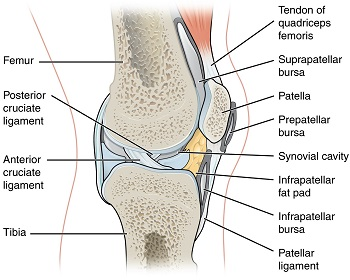 Femur
Posterior
cruciate
ligament
Anterior
cruciate
ligament
Tibia
Tendon of
quadriceps
femoris
Suprapatellar
bursa
Patella
Prepatellar
bursa
Synovial cavity
Infrapatellar
fat pad
Infrapatellar
bursa
Patellar
ligament